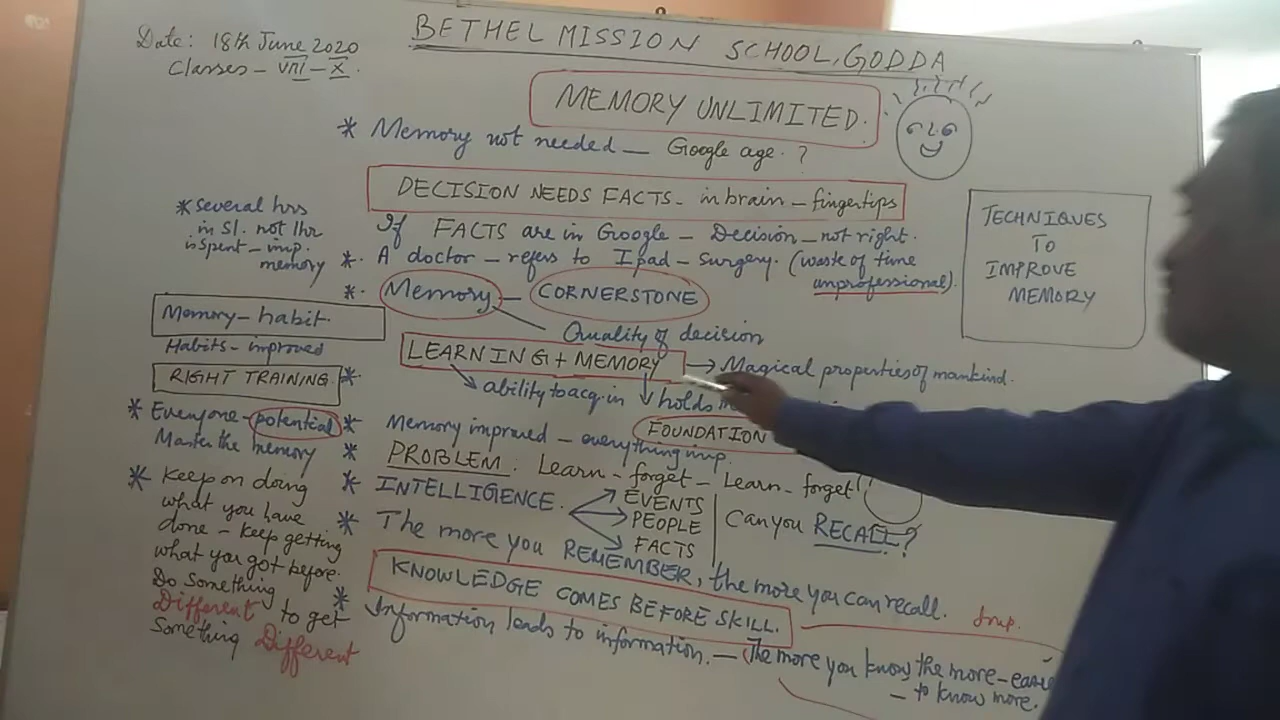 BETHEL MISSION SCHOOL, GODDA
Date: 18th June 2020
Classes - VIII - X.
MEMORY UNLIMITED.
* Memory not needed — Google age. ?
DECISION NEEDS FACTS - in brain - fingertips
If FACTS are in Google - Decision - not right.
*. A doctor - refers to Ipad - surgery. (waste of time
unprofessional).
*. Memory - CORNERSTONE
Quality of decision
LEARNING + MEMORY → Magical properties of mankind.
ability to acq. in
holds
FOUNDATION
* Memory improved - everything imp.
* PROBLEM. Learn - forget - Learn - forget!
* INTELLIGENCE.
EVENTS
PEOPLE
FACTS
Can you RECALL?
* The more you REMEMBER, the more you can recall.
KNOWLEDGE COMES BEFORE SKILL.
Imp.
* Information leads to information. — (The more you know the more - easie
- to know more.
* several hrs
in Sl. not 1hr
is spent - imp.
memory
Memory - habit.
Habits - improved
RIGHT TRAINING *
* Everyone - potential
Master the memory
* Keep on doing
what you have
done - keep getting
what you got before.
Do Something
Different to get
Something Different
TECHNIQUES
TO
IMPROVE
MEMORY